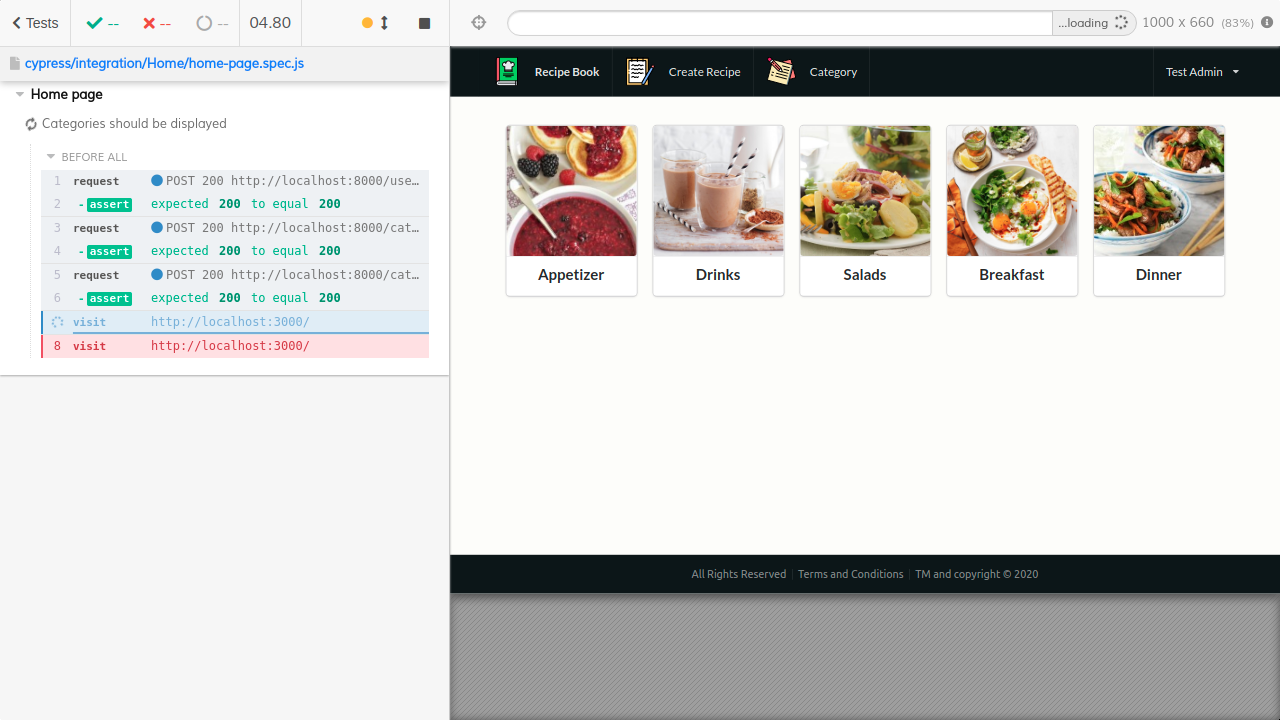 Tests
--
--
--
04.80
...loading
1000 x 660 (83%)
cypress/integration/Home/home-page.spec.js
Home page
Categories should be displayed
BEFORE ALL
1 request POST 200 http://localhost:8000/use…
2 - assert expected 200 to equal 200
3 request POST 200 http://localhost:8000/cat…
4 - assert expected 200 to equal 200
5 request POST 200 http://localhost:8000/cat…
6 - assert expected 200 to equal 200
visit http://localhost:3000/
8 visit http://localhost:3000/
Recipe Book
Create Recipe
Category
Test Admin
Appetizer
Drinks
Salads
Breakfast
Dinner
All Rights Reserved
Terms and Conditions
TM and copyright © 2020